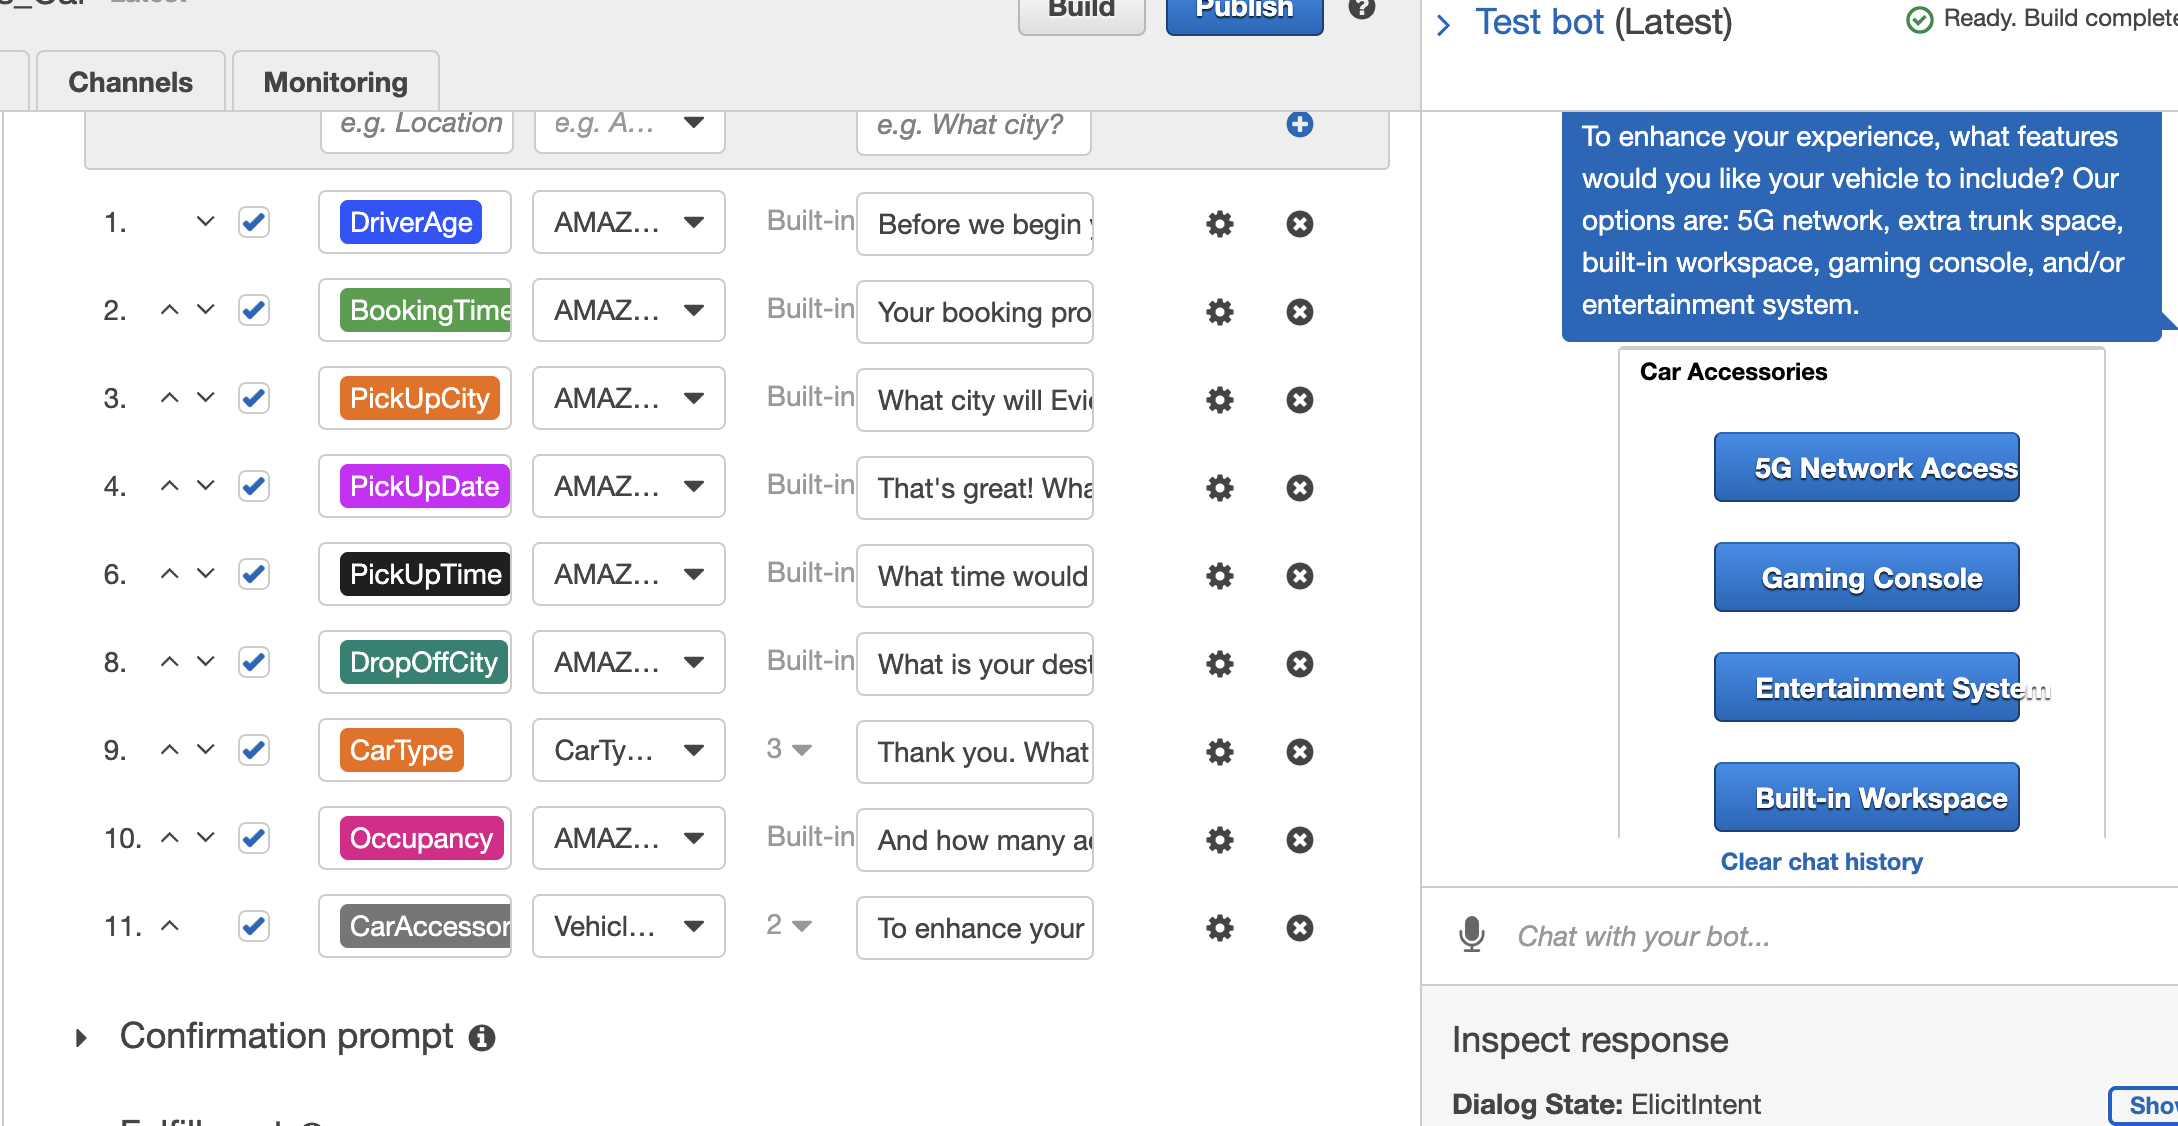 Build
Publish
Test bot (Latest)
Ready. Build complete
Channels
Monitoring
e.g. Location
e.g. A...
e.g. What city?
1. DriverAge AMAZ... Built-in Before we begin
2. BookingTime AMAZ... Built-in Your booking pro
3. PickUpCity AMAZ... Built-in What city will Evie
4. PickUpDate AMAZ... Built-in That's great! Wha
6. PickUpTime AMAZ... Built-in What time would
8. DropOffCity AMAZ... Built-in What is your dest
9. CarType CarTy... 3 Thank you. What
10. Occupancy AMAZ... Built-in And how many a
11. CarAccessor Vehicl... 2 To enhance your
Confirmation prompt
To enhance your experience, what features
would you like your vehicle to include? Our
options are: 5G network, extra trunk space,
built-in workspace, gaming console, and/or
entertainment system.
Car Accessories
5G Network Access
Gaming Console
Entertainment System
Built-in Workspace
Clear chat history
Chat with your bot...
Inspect response
Dialog State: ElicitIntent
Show